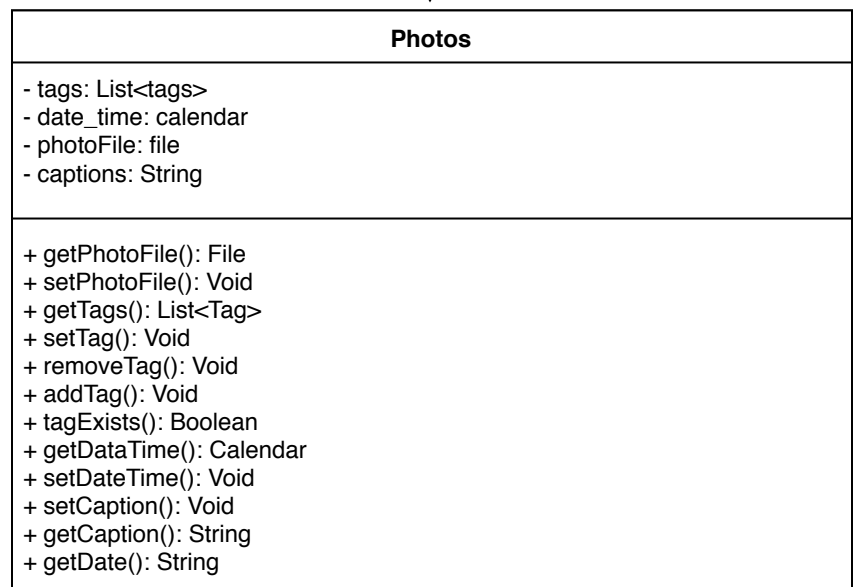 Photos
- tags: List<tags>
- date_time: calendar
- photoFile: file
- captions: String
+ getPhotoFile(): File
+ setPhotoFile(): Void
+ getTags(): List<Tag>
+ setTag(): Void
+ removeTag(): Void
+ addTag(): Void
+ tagExists(): Boolean
+ getDataTime(): Calendar
+ setDateTime(): Void
+ setCaption(): Void
+ getCaption(): String
+ getDate(): String